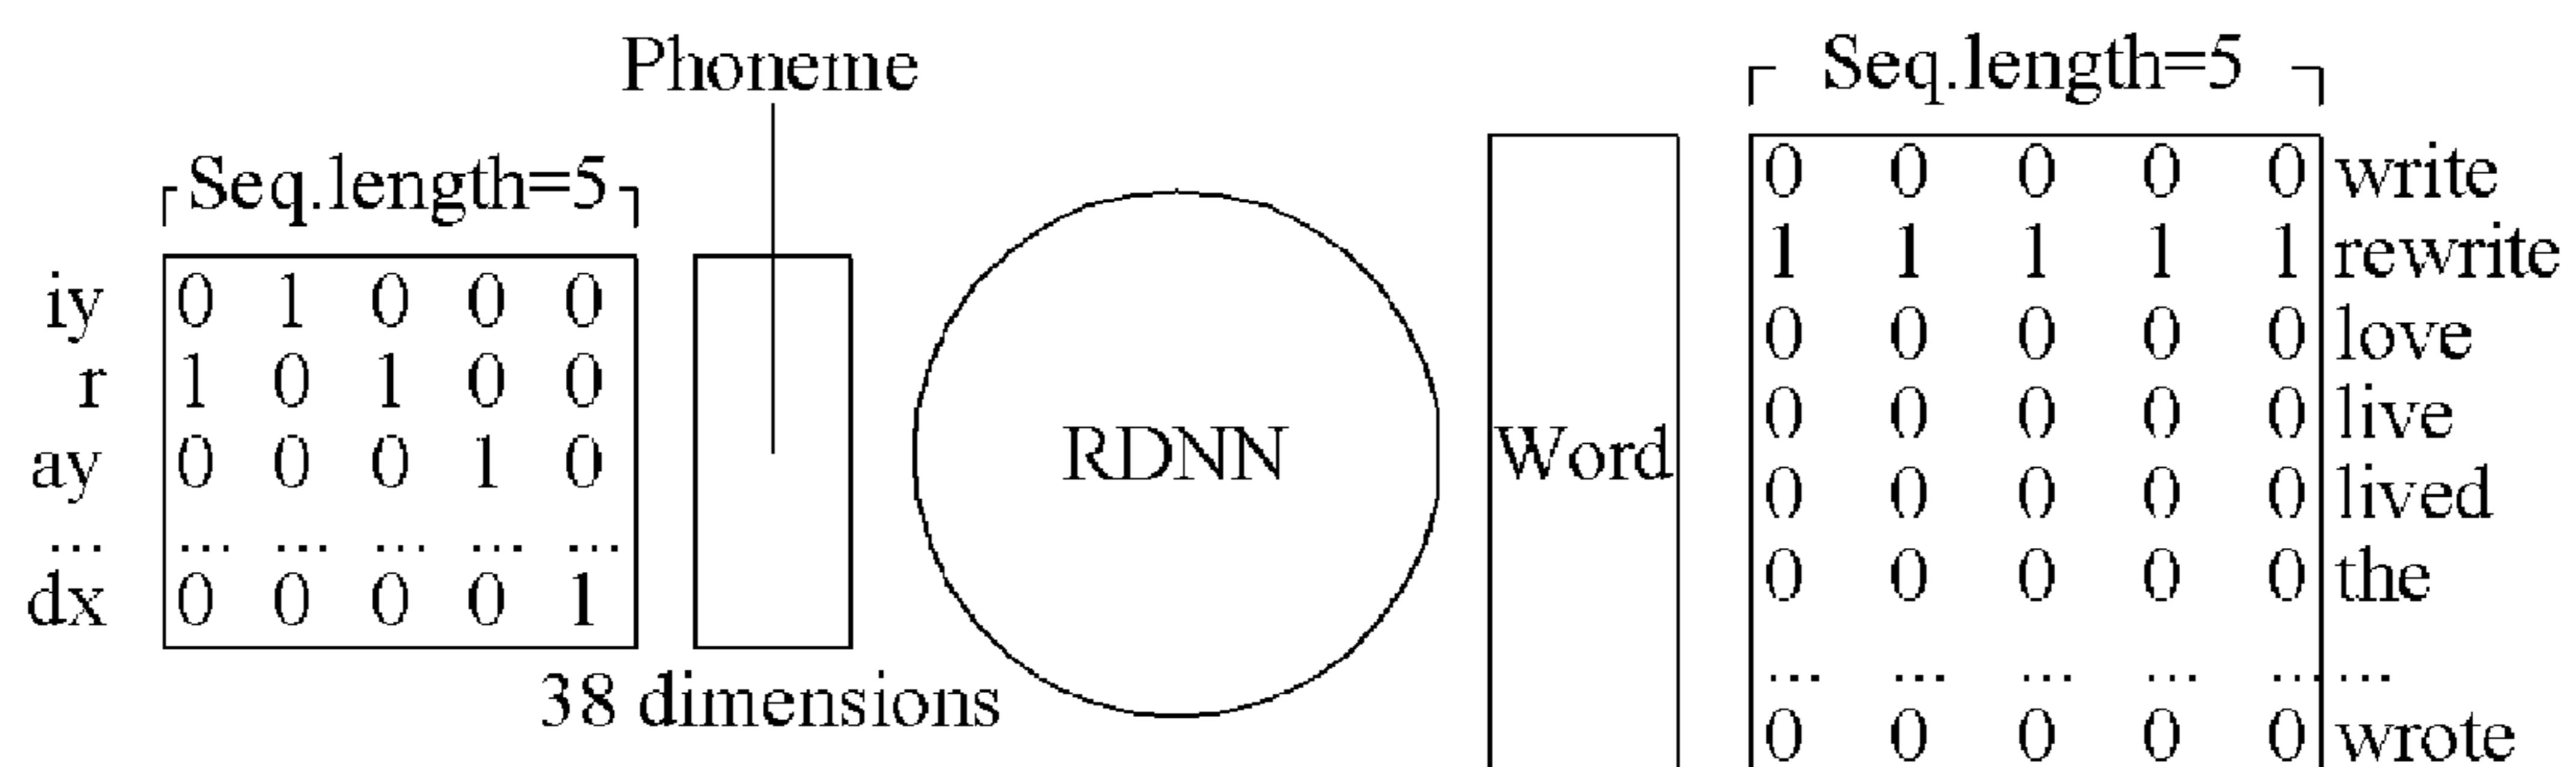 Phoneme
Seq.length=5
Seq.length=5
iy 0 1 0 0 0
r 1 0 1 0 0
ay 0 0 0 1 0
... ... ... ... ... ...
dx 0 0 0 0 1
38 dimensions
RDNN
Word
0 0 0 0 0 write
1 1 1 1 1 rewrite
0 0 0 0 0 love
0 0 0 0 0 live
0 0 0 0 0 lived
0 0 0 0 0 the
... ... ... ... ... ...
0 0 0 0 0 wrote